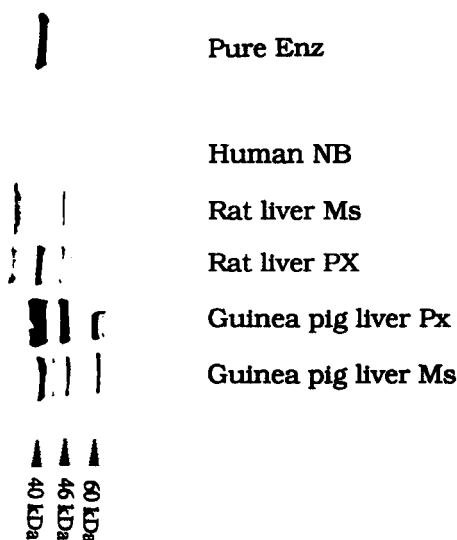 Pure Enz
Human NB
Rat liver Ms
Rat liver PX
Guinea pig liver Px
Guinea pig liver Ms
40 kDa
46 kDa
60 kDa